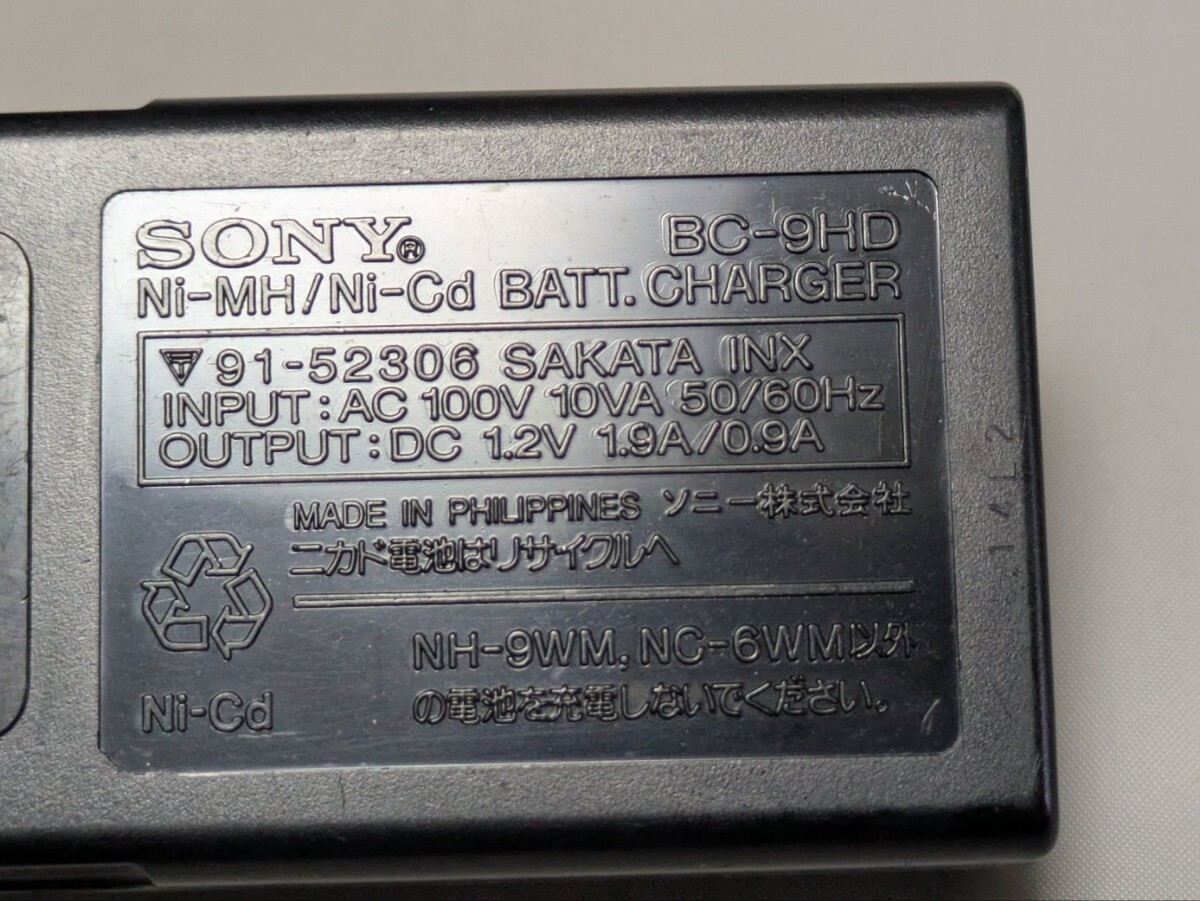 SONY® BC-9HD
Ni-MH/Ni-Cd BATT. CHARGER
91-52306 SAKATA INX
INPUT : AC 100V 10VA 50/60Hz
OUTPUT : DC 1.2V 1.9A/0.9A
MADE IN PHILIPPINES ソニー株式会社
ニカド電池はリサイクルへ
NH-9WM, NC-6WM以外
の電池を充電しないでください。
Ni-Cd
14L2